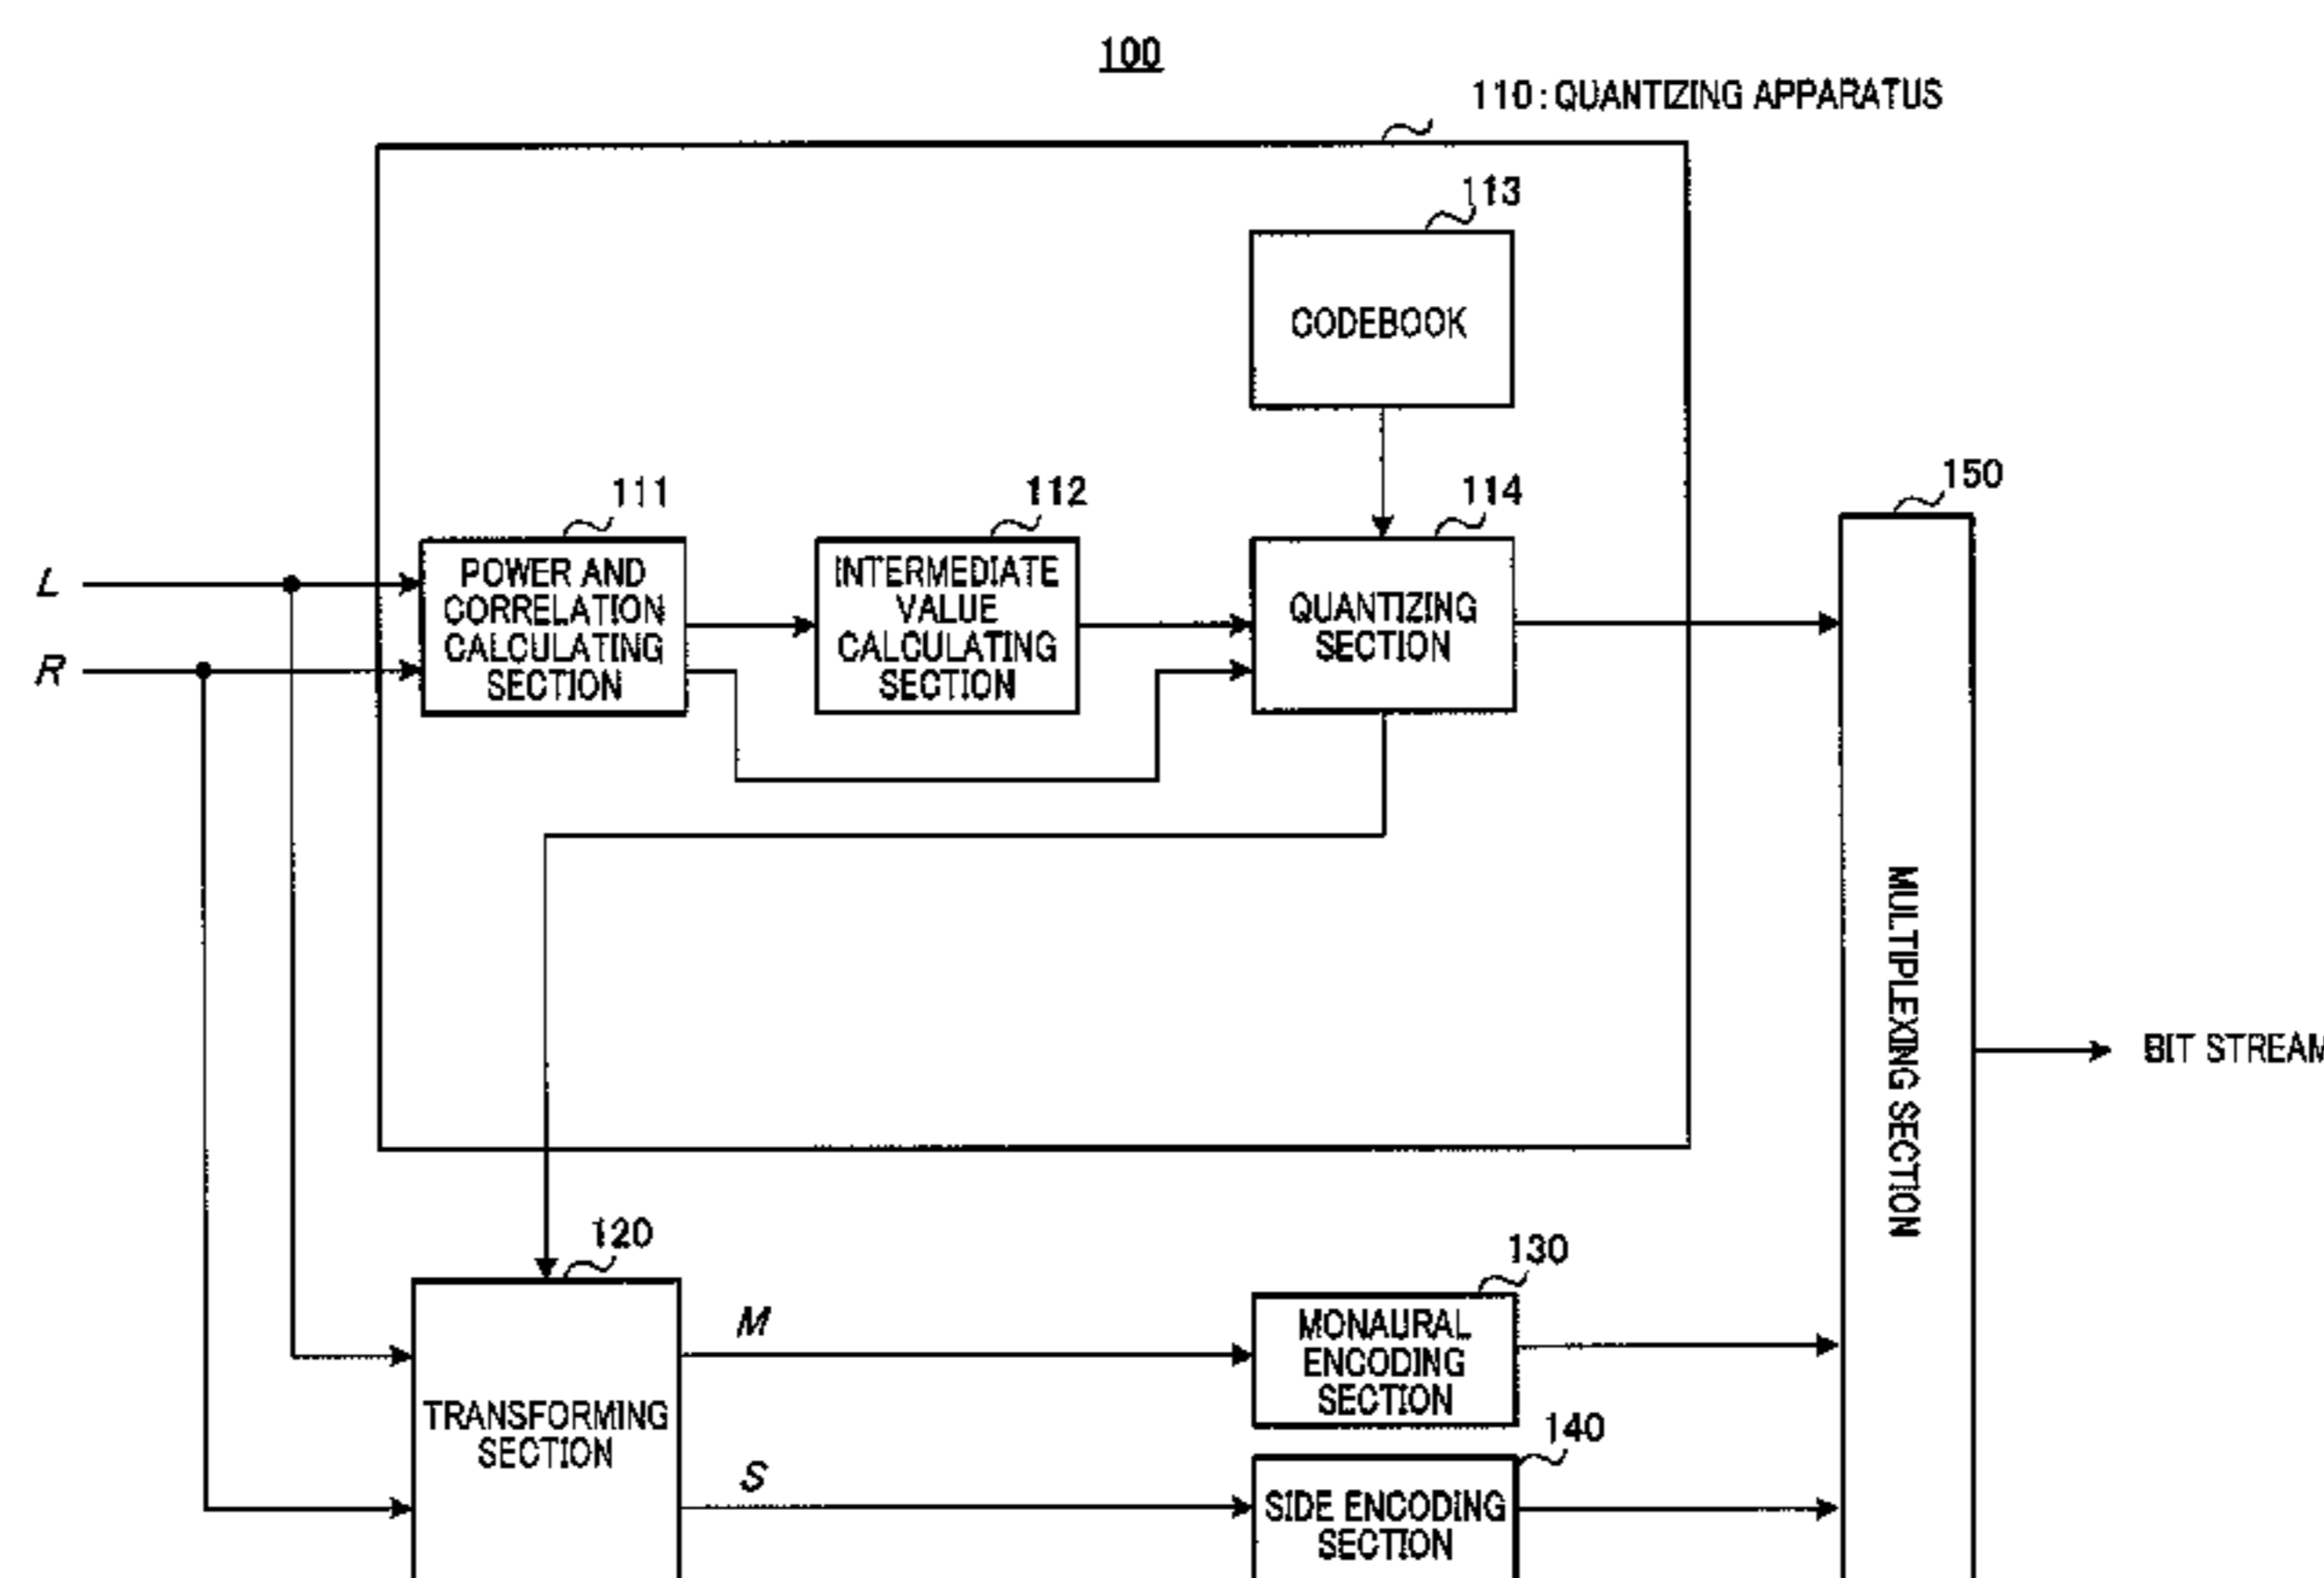 100
110:QUANTIZING APPARATUS
113
CODEBOOK
111
112
114
150
L
R
POWER AND
CORRELATION
CALCULATING
SECTION
INTERMEDIATE
VALUE
CALCULATING
SECTION
QUANTIZING
SECTION
MULTIPLEXING SECTION
BIT STREAM
120
130
M
MONAURAL
ENCODING
SECTION
TRANSFORMING
SECTION
140
S
SIDE ENCODING
SECTION